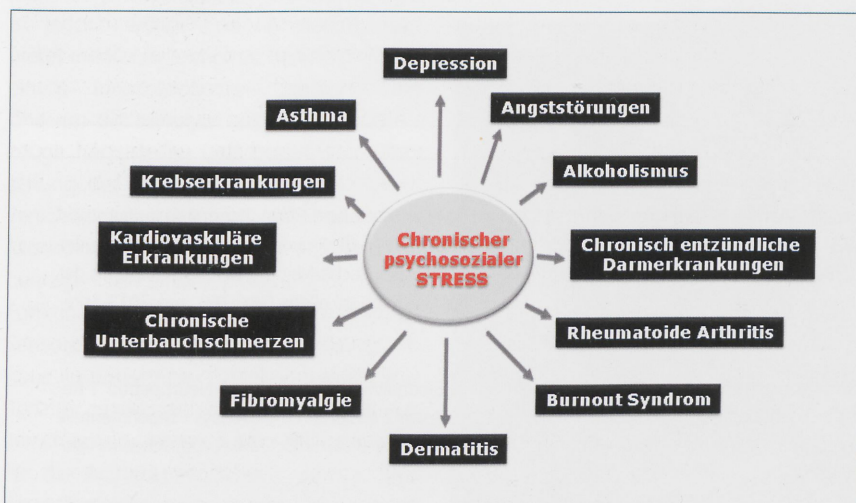 Depression
Angststörungen
Asthma
Alkoholismus
Krebserkrankungen
Kardiovaskuläre
Erkrankungen
Chronischer
psychosozialer
STRESS
Chronisch entzündliche
Darmerkrankungen
Chronische
Unterbauchschmerzen
Rheumatoide Arthritis
Fibromyalgie
Burnout Syndrom
Dermatitis